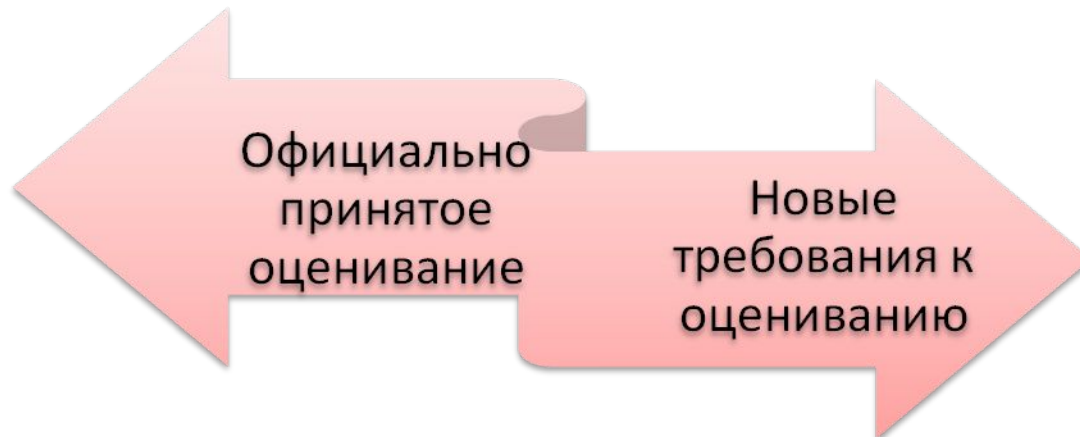 Официально
принятое
оценивание
Новые
требования к
оцениванию